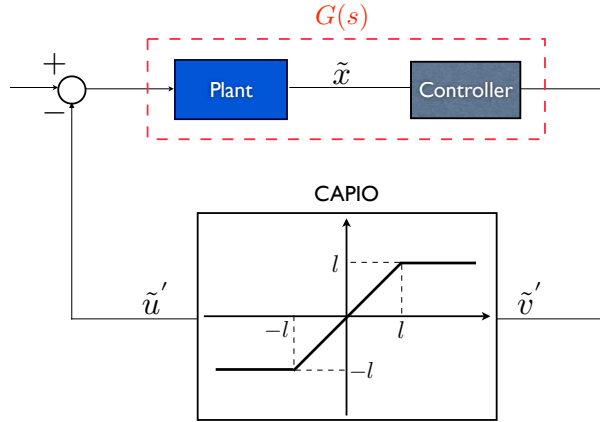 G(s)
+
−
Plant
x̃
Controller
CAPIO
l
ũ′
−l
l
ṽ′
−l